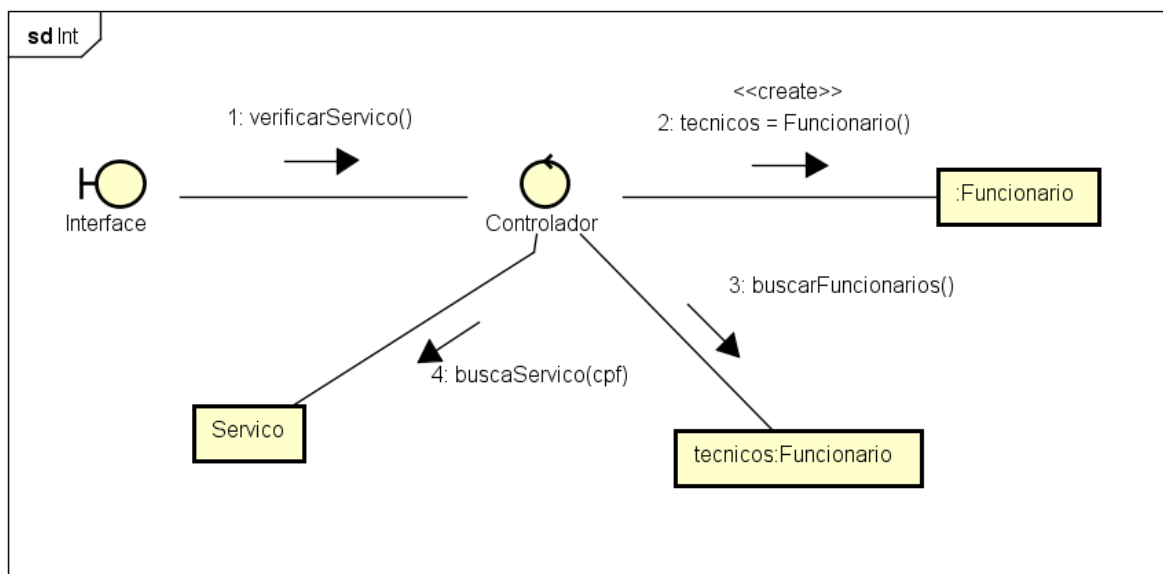 sd Int
<<create>>
1: verificarServico()
2: tecnicos = Funcionario()
:Funcionario
Interface
Controlador
3: buscarFuncionarios()
4: buscaServico(cpf)
Servico
tecnicos:Funcionario